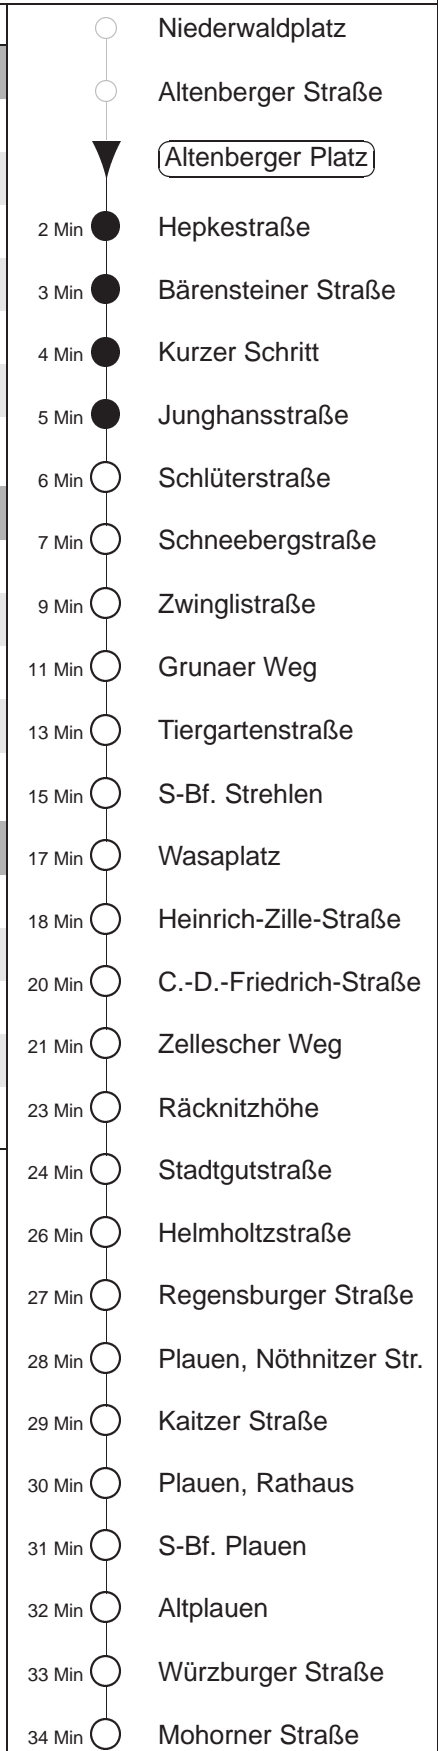 Niederwaldplatz
Altenberger Straße
Altenberger Platz
2 Min Hepkestraße
3 Min Bärensteiner Straße
4 Min Kurzer Schritt
5 Min Junghansstraße
6 Min Schlüterstraße
7 Min Schneebergstraße
9 Min Zwinglistraße
11 Min Grunaer Weg
13 Min Tiergartenstraße
15 Min S-Bf. Strehlen
17 Min Wasaplatz
18 Min Heinrich-Zille-Straße
20 Min C.-D.-Friedrich-Straße
21 Min Zellescher Weg
23 Min Räcknitzhöhe
24 Min Stadtgutstraße
26 Min Helmholtzstraße
27 Min Regensburger Straße
28 Min Plauen, Nöthnitzer Str.
29 Min Kaitzer Straße
30 Min Plauen, Rathaus
31 Min S-Bf. Plauen
32 Min Altplauen
33 Min Würzburger Straße
34 Min Mohorner Straße